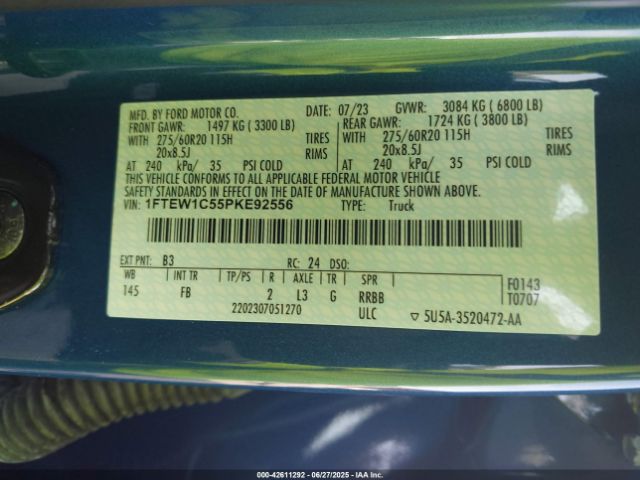 MFD. BY FORD MOTOR CO. DATE: 07/23 GVWR: 3084 KG ( 6800 LB)
FRONT GAWR: 1497 KG ( 3300 LB) REAR GAWR: 1724 KG ( 3800 LB)
WITH 275/60R20 115H TIRES WITH 275/60R20 115H TIRES
20x8.5J RIMS 20x8.5J RIMS
AT 240 kPa/ 35 PSI COLD AT 240 kPa/ 35 PSI COLD
THIS VEHICLE CONFORMS TO ALL APPLICABLE FEDERAL MOTOR VEHICLE
SAFETY STANDARDS IN EFFECT ON THE DATE OF MANUFACTURE SHOWN ABOVE.
VIN: 1FTEW1C55PKE92556 TYPE: Truck
EXT PNT: B3 RC: 24 DSO:
WB INT TR TP/PS R AXLE TR SPR F0143
145 FB 2 L3 G RRBB T0707
2202307051270 ULC ▽ 5U5A-3520472-AA
000-42611292 - 06/27/2025 - IAA Inc.